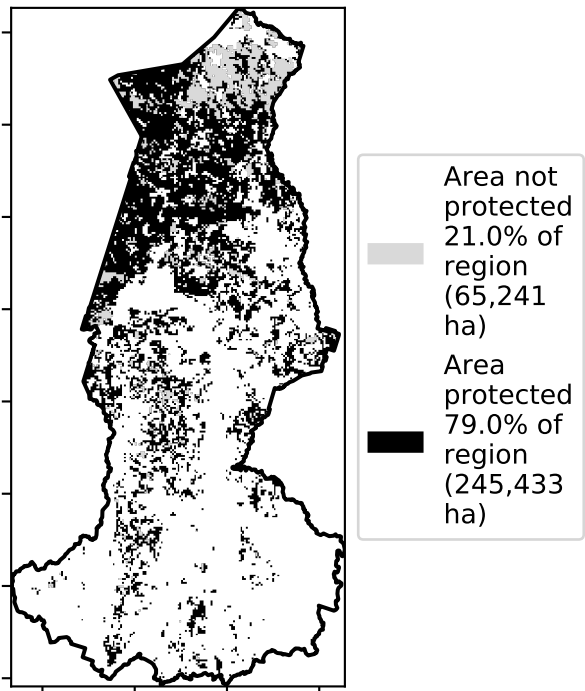 Area not
protected
21.0% of
region
(65,241
ha)
Area
protected
79.0% of
region
(245,433
ha)